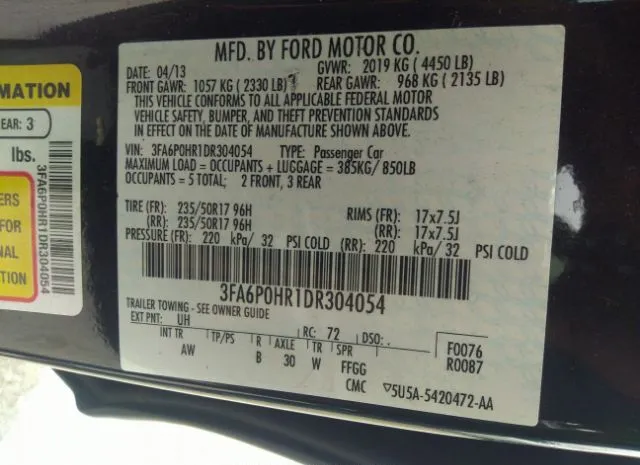 MFD. BY FORD MOTOR CO.
04/13 GVWR: 2019 KG ( 4450 LB)
FRONT GAWR: 1057 KG ( 2330 LB) REAR GAWR: 968 KG ( 2135 LB)
THIS VEHICLE CONFORMS TO ALL APPLICABLE FEDERAL MOTOR
VEHICLE SAFETY, BUMPER, AND THEFT PREVENTION STANDARDS
IN EFFECT ON THE DATE OF MANUFACTURE SHOWN ABOVE.
VIN: 3FA6P0HR1DR304054 TYPE: Passenger Car
MAXIMUM LOAD = OCCUPANTS + LUGGAGE = 385KG/ 850LB
OCCUPANTS = 5 TOTAL; 2 FRONT, 3 REAR
TIRE (FR): 235/50R17 96H RIMS (FR): 17x7.5J
(RR): 235/50R17 96H (RR): 17x7.5J
PRESSURE (FR): 220 kPa/ 32 PSI COLD (RR): 220 kPa/ 32 PSI COLD
3FA6P0HR1DR304054
TRAILER TOWING - SEE OWNER GUIDE
EXT PNT: UH RC: 72 DSO: F0076
INT TR TP/PS R AXLE TR SPR R0087
AW B 30 W FFGG
CMC 5U5A-5420472-AA
MATION
EAR: 3
lbs.
3FA6P0HR1DR304054
ERS
FOR
NAL
TION